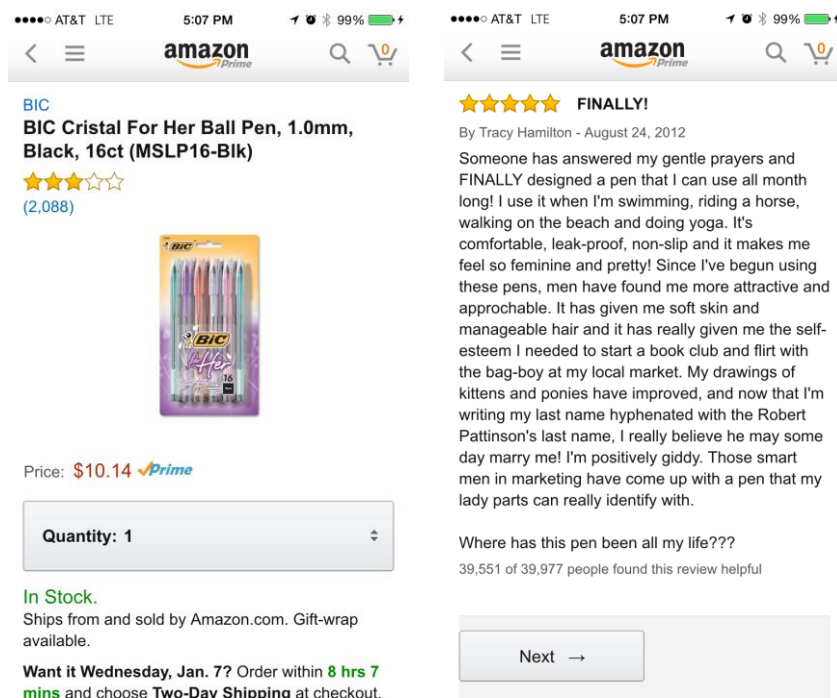 AT&T LTE 5:07 PM 99%
amazon 0
Prime
BIC
BIC Cristal For Her Ball Pen, 1.0mm,
Black, 16ct (MSLP16-Blk)
(2,088)
BIC
BIC
for Her
16
Price: $10.14 Prime
Quantity: 1
In Stock.
Ships from and sold by Amazon.com. Gift-wrap
available.
Want it Wednesday, Jan. 7? Order within 8 hrs 7
mins and choose Two-Day Shipping at checkout.
AT&T LTE 5:07 PM 99%
amazon 0
Prime
FINALLY!
By Tracy Hamilton - August 24, 2012
Someone has answered my gentle prayers and
FINALLY designed a pen that I can use all month
long! I use it when I'm swimming, riding a horse,
walking on the beach and doing yoga. It's
comfortable, leak-proof, non-slip and it makes me
feel so feminine and pretty! Since I've begun using
these pens, men have found me more attractive and
approchable. It has given me soft skin and
manageable hair and it has really given me the self-
esteem I needed to start a book club and flirt with
the bag-boy at my local market. My drawings of
kittens and ponies have improved, and now that I'm
writing my last name hyphenated with the Robert
Pattinson's last name, I really believe he may some
day marry me! I'm positively giddy. Those smart
men in marketing have come up with a pen that my
lady parts can really identify with.
Where has this pen been all my life???
39,551 of 39,977 people found this review helpful
Next →